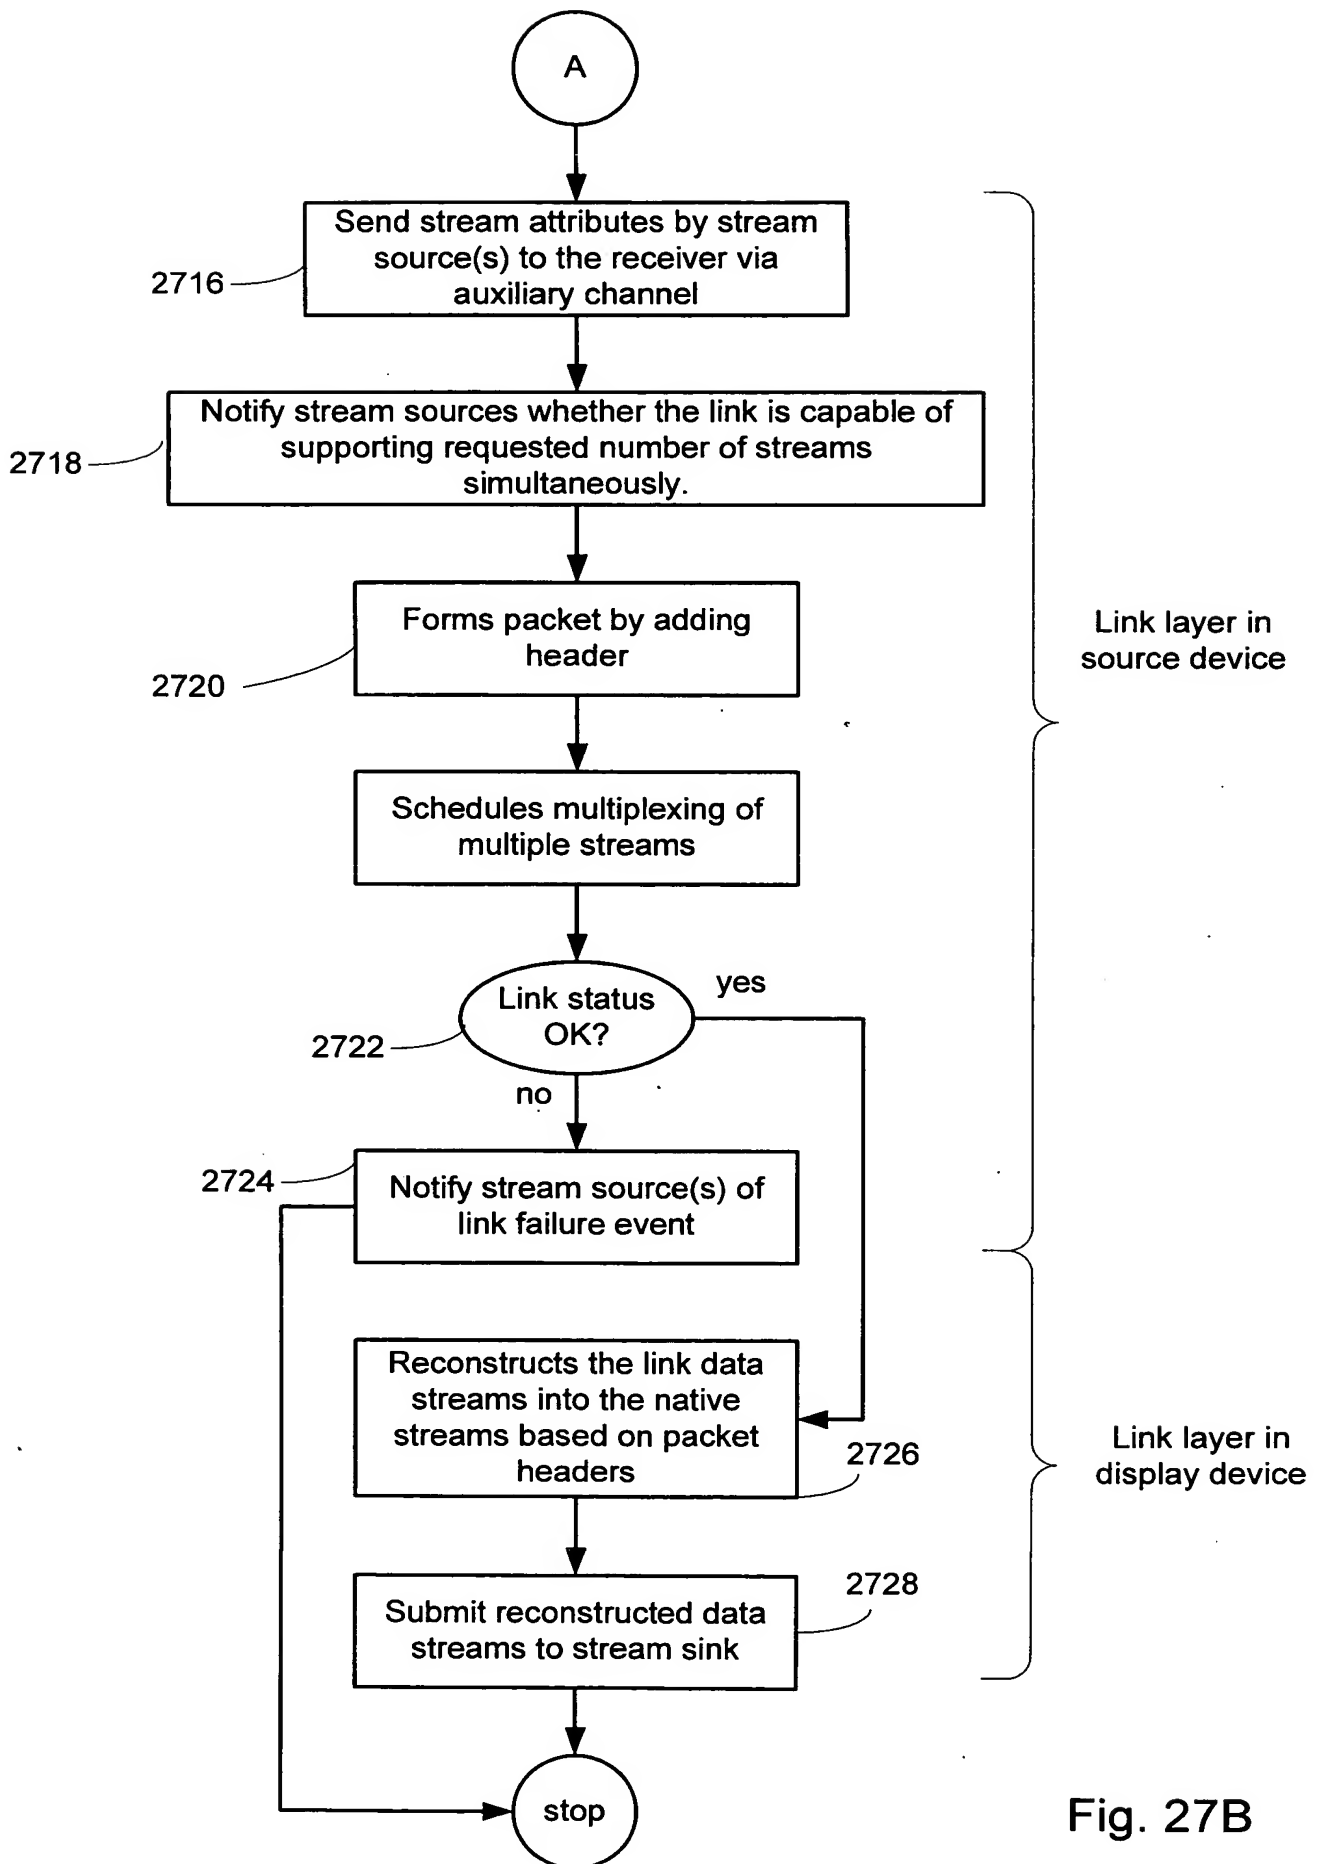 A
Send stream attributes by stream
source(s) to the receiver via
auxiliary channel
2716
Notify stream sources whether the link is capable of
supporting requested number of streams
simultaneously.
2718
Forms packet by adding
header
2720
Link layer in
source device
Schedules multiplexing of
multiple streams
Link status
OK?
yes
2722
no
2724
Notify stream source(s) of
link failure event
Reconstructs the link data
streams into the native
streams based on packet
headers
2726
Link layer in
display device
2728
Submit reconstructed data
streams to stream sink
stop
Fig. 27B